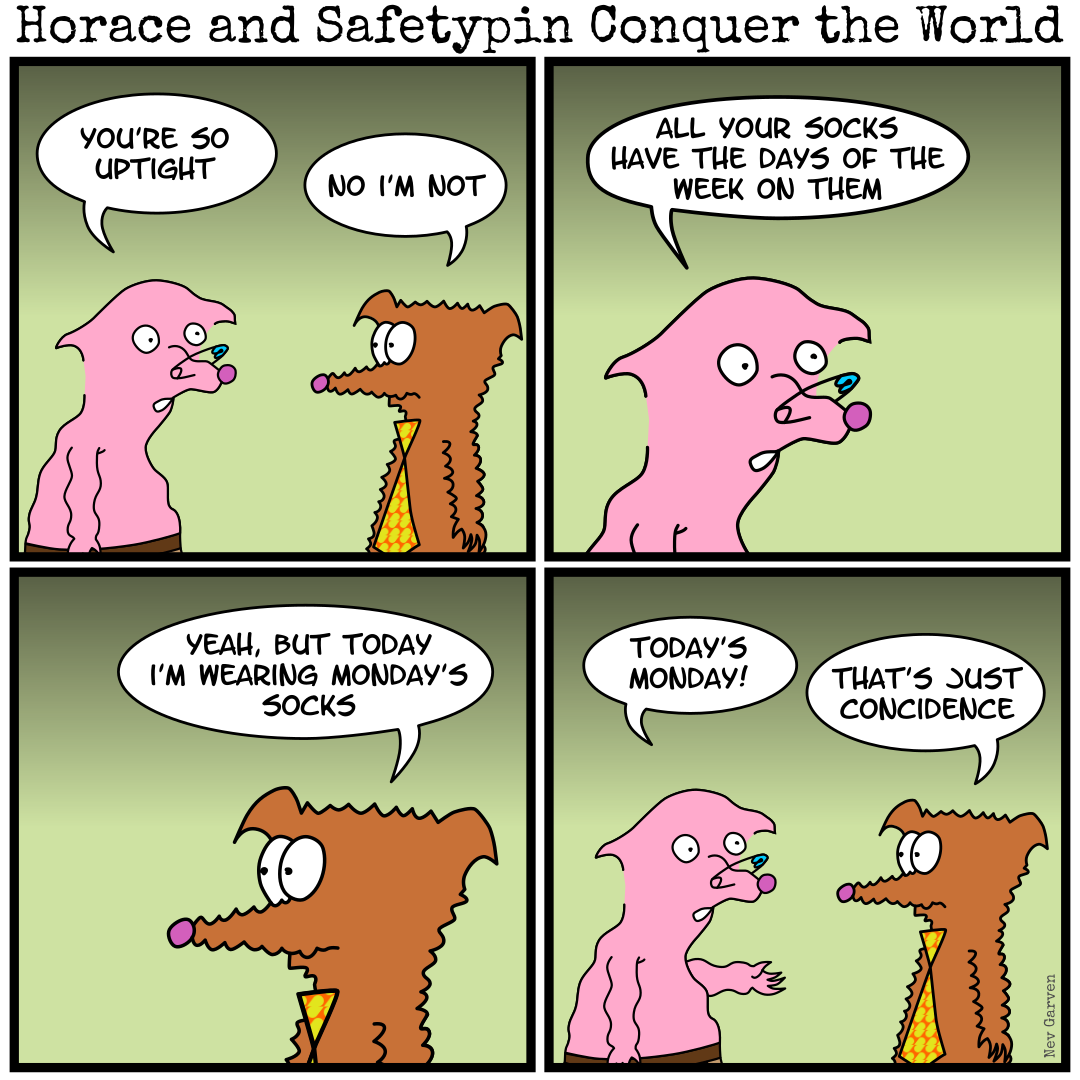 Horace and Safetypin Conquer the World
YOU'RE SO
UPTIGHT
NO I'M NOT
ALL YOUR SOCKS
HAVE THE DAYS OF THE
WEEK ON THEM
YEAH, BUT TODAY
I'M WEARING MONDAY'S
SOCKS
TODAY'S
MONDAY!
THAT'S JUST
CONCIDENCE
Nev Garven